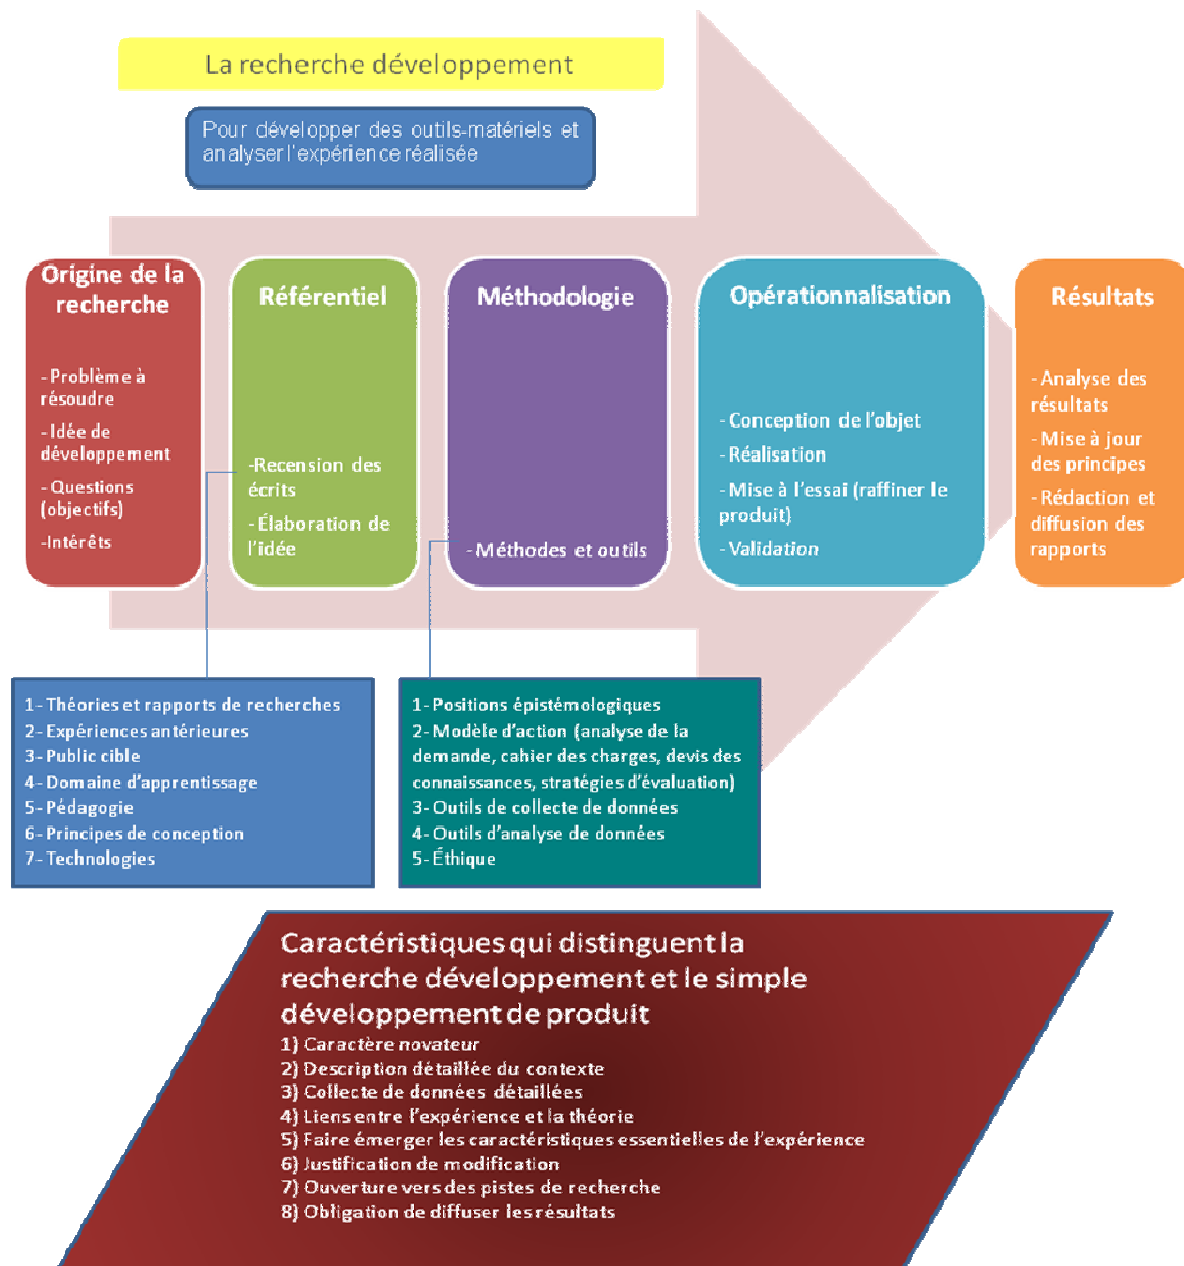 La recherche développement
Pour développer des outils-matériels et
analyser l'expérience réalisée
Origine de la
recherche
- Problème à
résoudre
- Idée de
développement
- Questions
(objectifs)
-Intérêts
Référentiel
-Recension des
écrits
- Élaboration de
l'idée
Méthodologie
- Méthodes et outils
Opérationnalisation
- Conception de l'objet
- Réalisation
- Mise à l'essai (raffiner le
produit)
- Validation
Résultats
- Analyse des
résultats
- Mise à jour
des principes
- Rédaction et
diffusion des
rapports
1- Théories et rapports de recherches
2- Expériences antérieures
3- Public cible
4- Domaine d'apprentissage
5- Pédagogie
6- Principes de conception
7- Technologies
1- Positions épistémologiques
2- Modèle d'action (analyse de la
demande, cahier des charges, devis des
connaissances, stratégies d'évaluation)
3- Outils de collecte de données
4- Outils d'analyse de données
5- Éthique
Caractéristiques qui distinguent la
recherche développement et le simple
développement de produit
1) Caractère novateur
2) Description détaillée du contexte
3) Collecte de données détaillées
4) Liens entre l'expérience et la théorie
5) Faire émerger les caractéristiques essentielles de l'expérience
6) Justification de modification
7) Ouverture vers des pistes de recherche
8) Obligation de diffuser les résultats